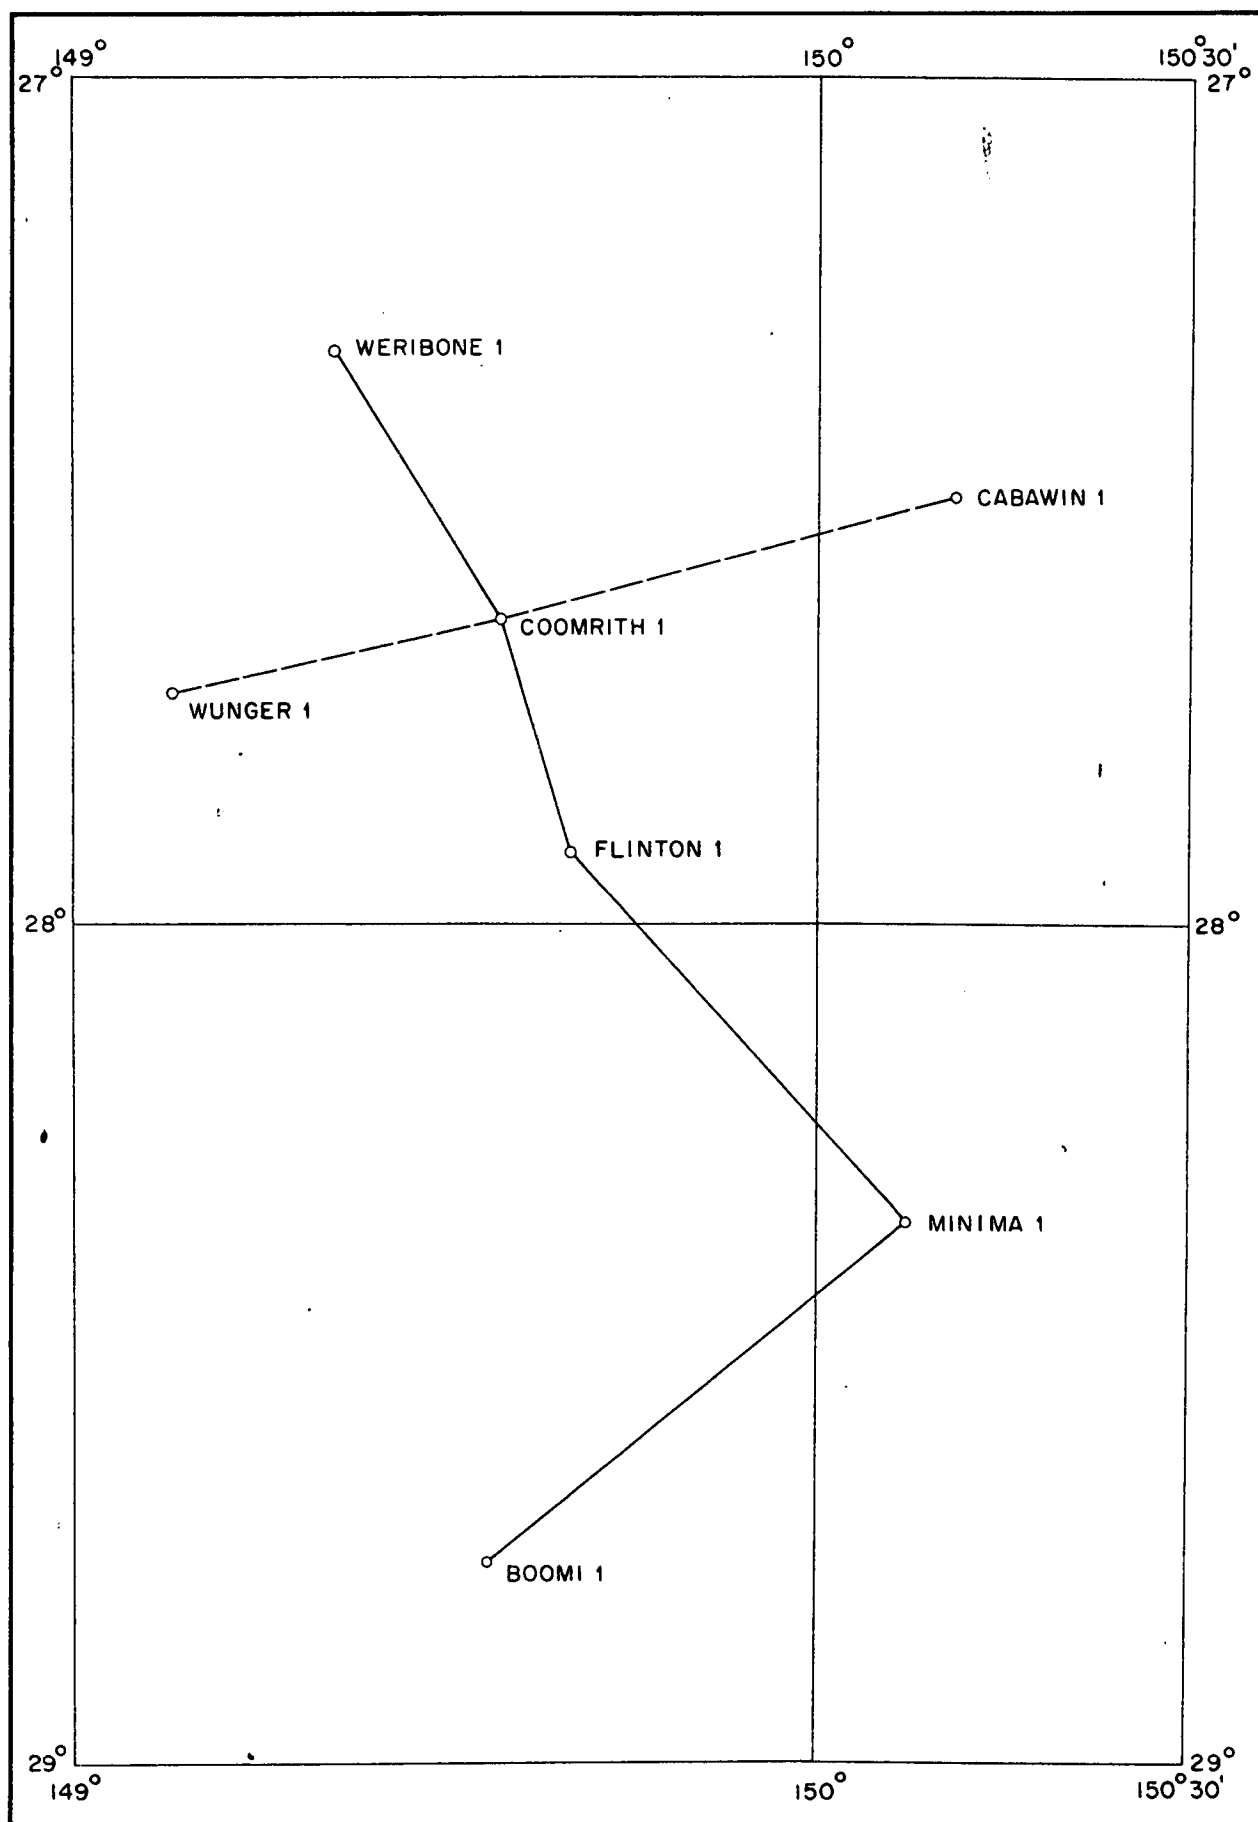 149° 150° 150°30'
27° 27°
WERIBONE 1
CABAWIN 1
COOMRITH 1
WUNGER 1
FLINTON 1
28° 28°
MINIMA 1
BOOMI 1
29° 29°
149° 150° 150°30'